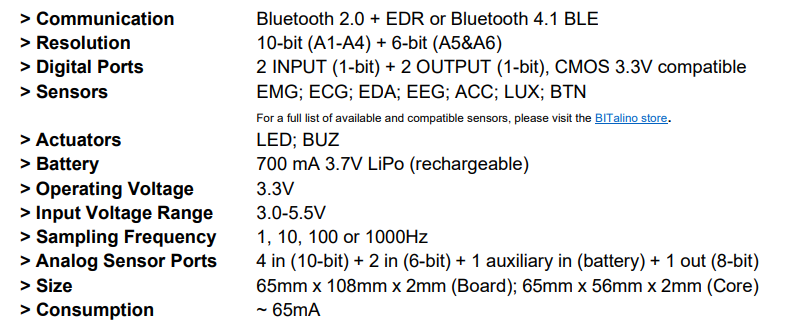 > Communication Bluetooth 2.0 + EDR or Bluetooth 4.1 BLE
> Resolution 10-bit (A1-A4) + 6-bit (A5&A6)
> Digital Ports 2 INPUT (1-bit) + 2 OUTPUT (1-bit), CMOS 3.3V compatible
> Sensors EMG; ECG; EDA; EEG; ACC; LUX; BTN
For a full list of available and compatible sensors, please visit the BITalino store.
> Actuators LED; BUZ
> Battery 700 mA 3.7V LiPo (rechargeable)
> Operating Voltage 3.3V
> Input Voltage Range 3.0-5.5V
> Sampling Frequency 1, 10, 100 or 1000Hz
> Analog Sensor Ports 4 in (10-bit) + 2 in (6-bit) + 1 auxiliary in (battery) + 1 out (8-bit)
> Size 65mm x 108mm x 2mm (Board); 65mm x 56mm x 2mm (Core)
> Consumption ~ 65mA